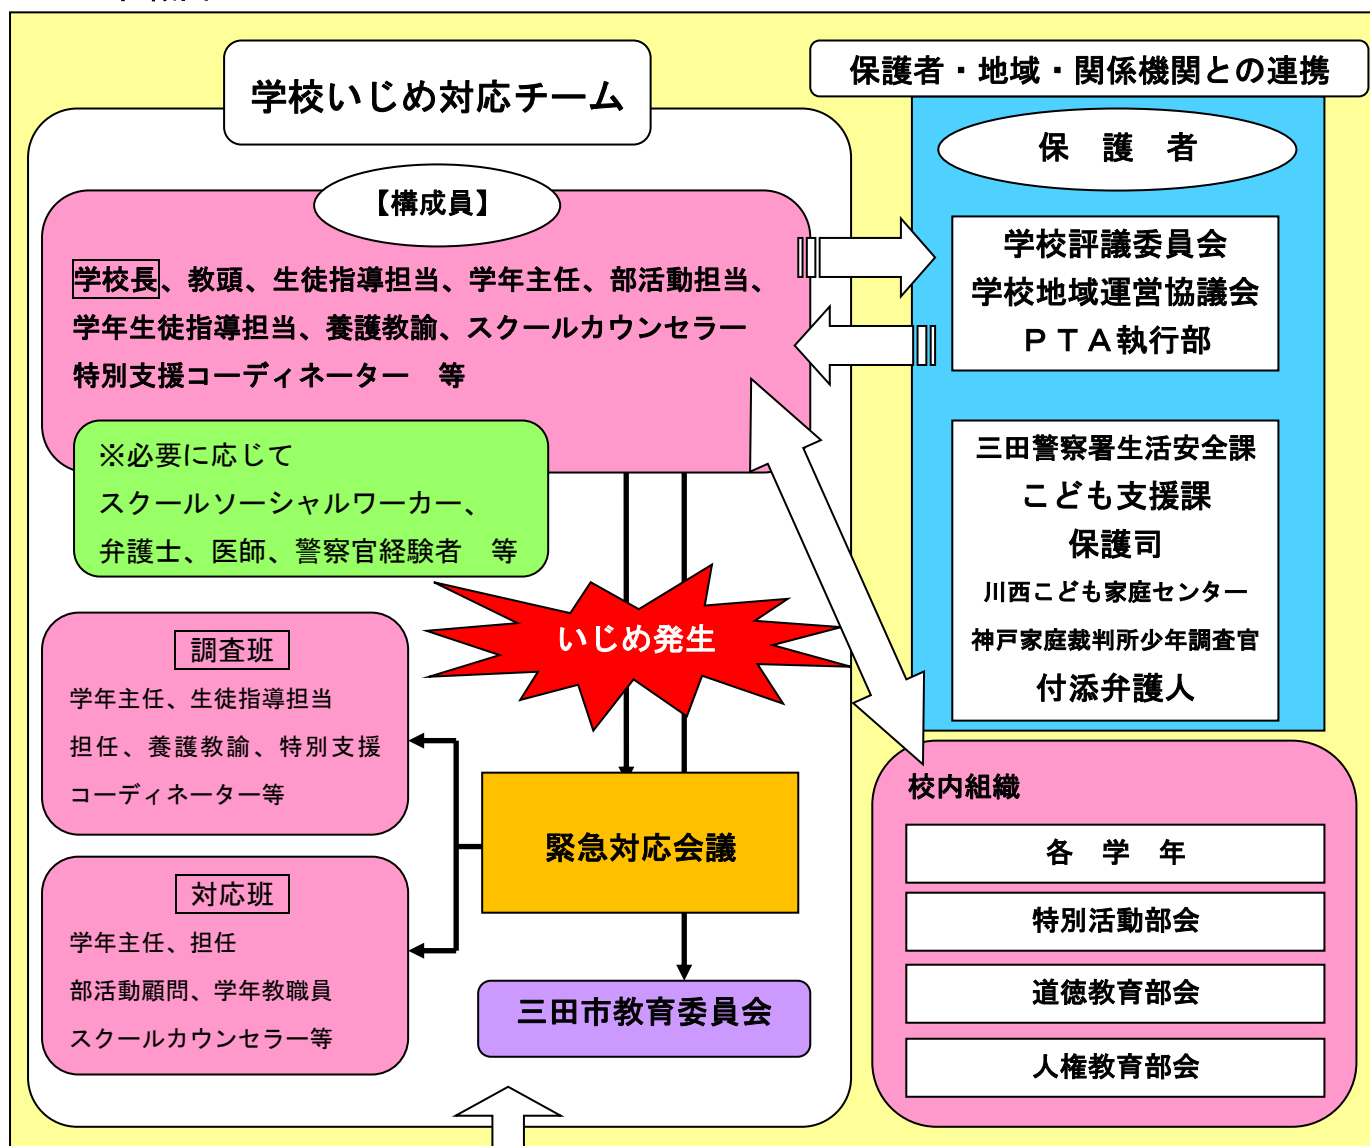 学校いじめ対応チーム
【構成員】
学校長、教頭、生徒指導担当、学年主任、部活動担当、
学年生徒指導担当、養護教諭、スクールカウンセラー
特別支援コーディネーター　等
※必要に応じて
スクールソーシャルワーカー、
弁護士、医師、警察官経験者　等
いじめ発生
調査班
学年主任、生徒指導担当
担任、養護教諭、特別支援
コーディネーター等
緊急対応会議
対応班
学年主任、担任
部活動顧問、学年教職員
スクールカウンセラー等
三田市教育委員会
保護者・地域・関係機関との連携
保　護　者
学校評議委員会
学校地域運営協議会
ＰＴＡ執行部
三田警察署生活安全課
こども支援課
保護司
川西こども家庭センター
神戸家庭裁判所少年調査官
付添弁護人
校内組織
各　学　年
特別活動部会
道徳教育部会
人権教育部会